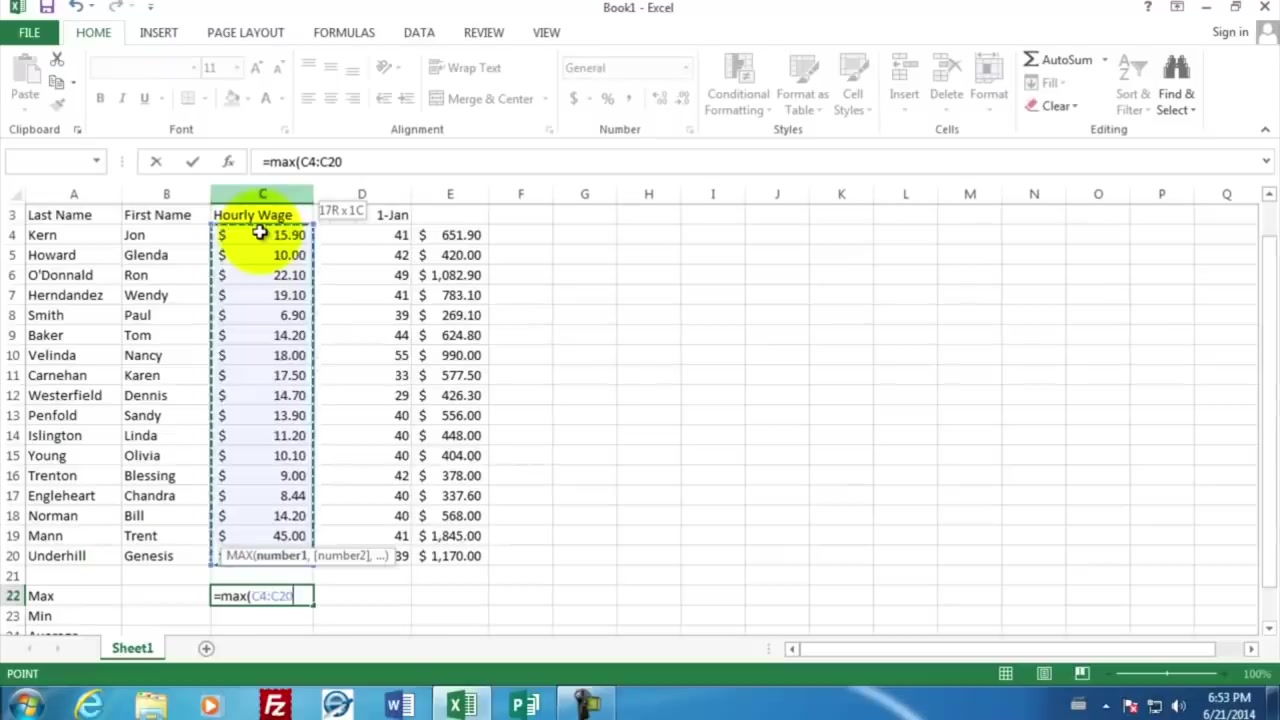 Book1 - Excel
FILE HOME INSERT PAGE LAYOUT FORMULAS DATA REVIEW VIEW Sign in
11 Wrap Text General AutoSum
Paste Conditional Formatting Format as Table Cell Styles Insert Delete Format Fill Sort & Filter Find & Select
Merge & Center $ % Clear
Clipboard Font Alignment Number Styles Cells Editing
=max(C4:C20
A B C D E F G H I J K L M N O P Q
3 Last Name First Name Hourly Wage 17R x 1C 1-Jan
4 Kern Jon $ 15.90 41 $ 651.90
5 Howard Glenda $ 10.00 42 $ 420.00
6 O'Donnald Ron $ 22.10 49 $ 1,082.90
7 Herndandez Wendy $ 19.10 41 $ 783.10
8 Smith Paul $ 6.90 39 $ 269.10
9 Baker Tom $ 14.20 44 $ 624.80
10 Velinda Nancy $ 18.00 55 $ 990.00
11 Carnehan Karen $ 17.50 33 $ 577.50
12 Westerfield Dennis $ 14.70 29 $ 426.30
13 Penfold Sandy $ 13.90 40 $ 556.00
14 Islington Linda $ 11.20 40 $ 448.00
15 Young Olivia $ 10.10 40 $ 404.00
16 Trenton Blessing $ 9.00 42 $ 378.00
17 Engleheart Chandra $ 8.44 40 $ 337.60
18 Norman Bill $ 14.20 40 $ 568.00
19 Mann Trent $ 45.00 41 $ 1,845.00
20 Underhill Genesis MAX(number1, [number2], ...) 39 $ 1,170.00
21
22 Max =max(C4:C20
23 Min
Sheet1
POINT 100%
6:53 PM
6/21/2014